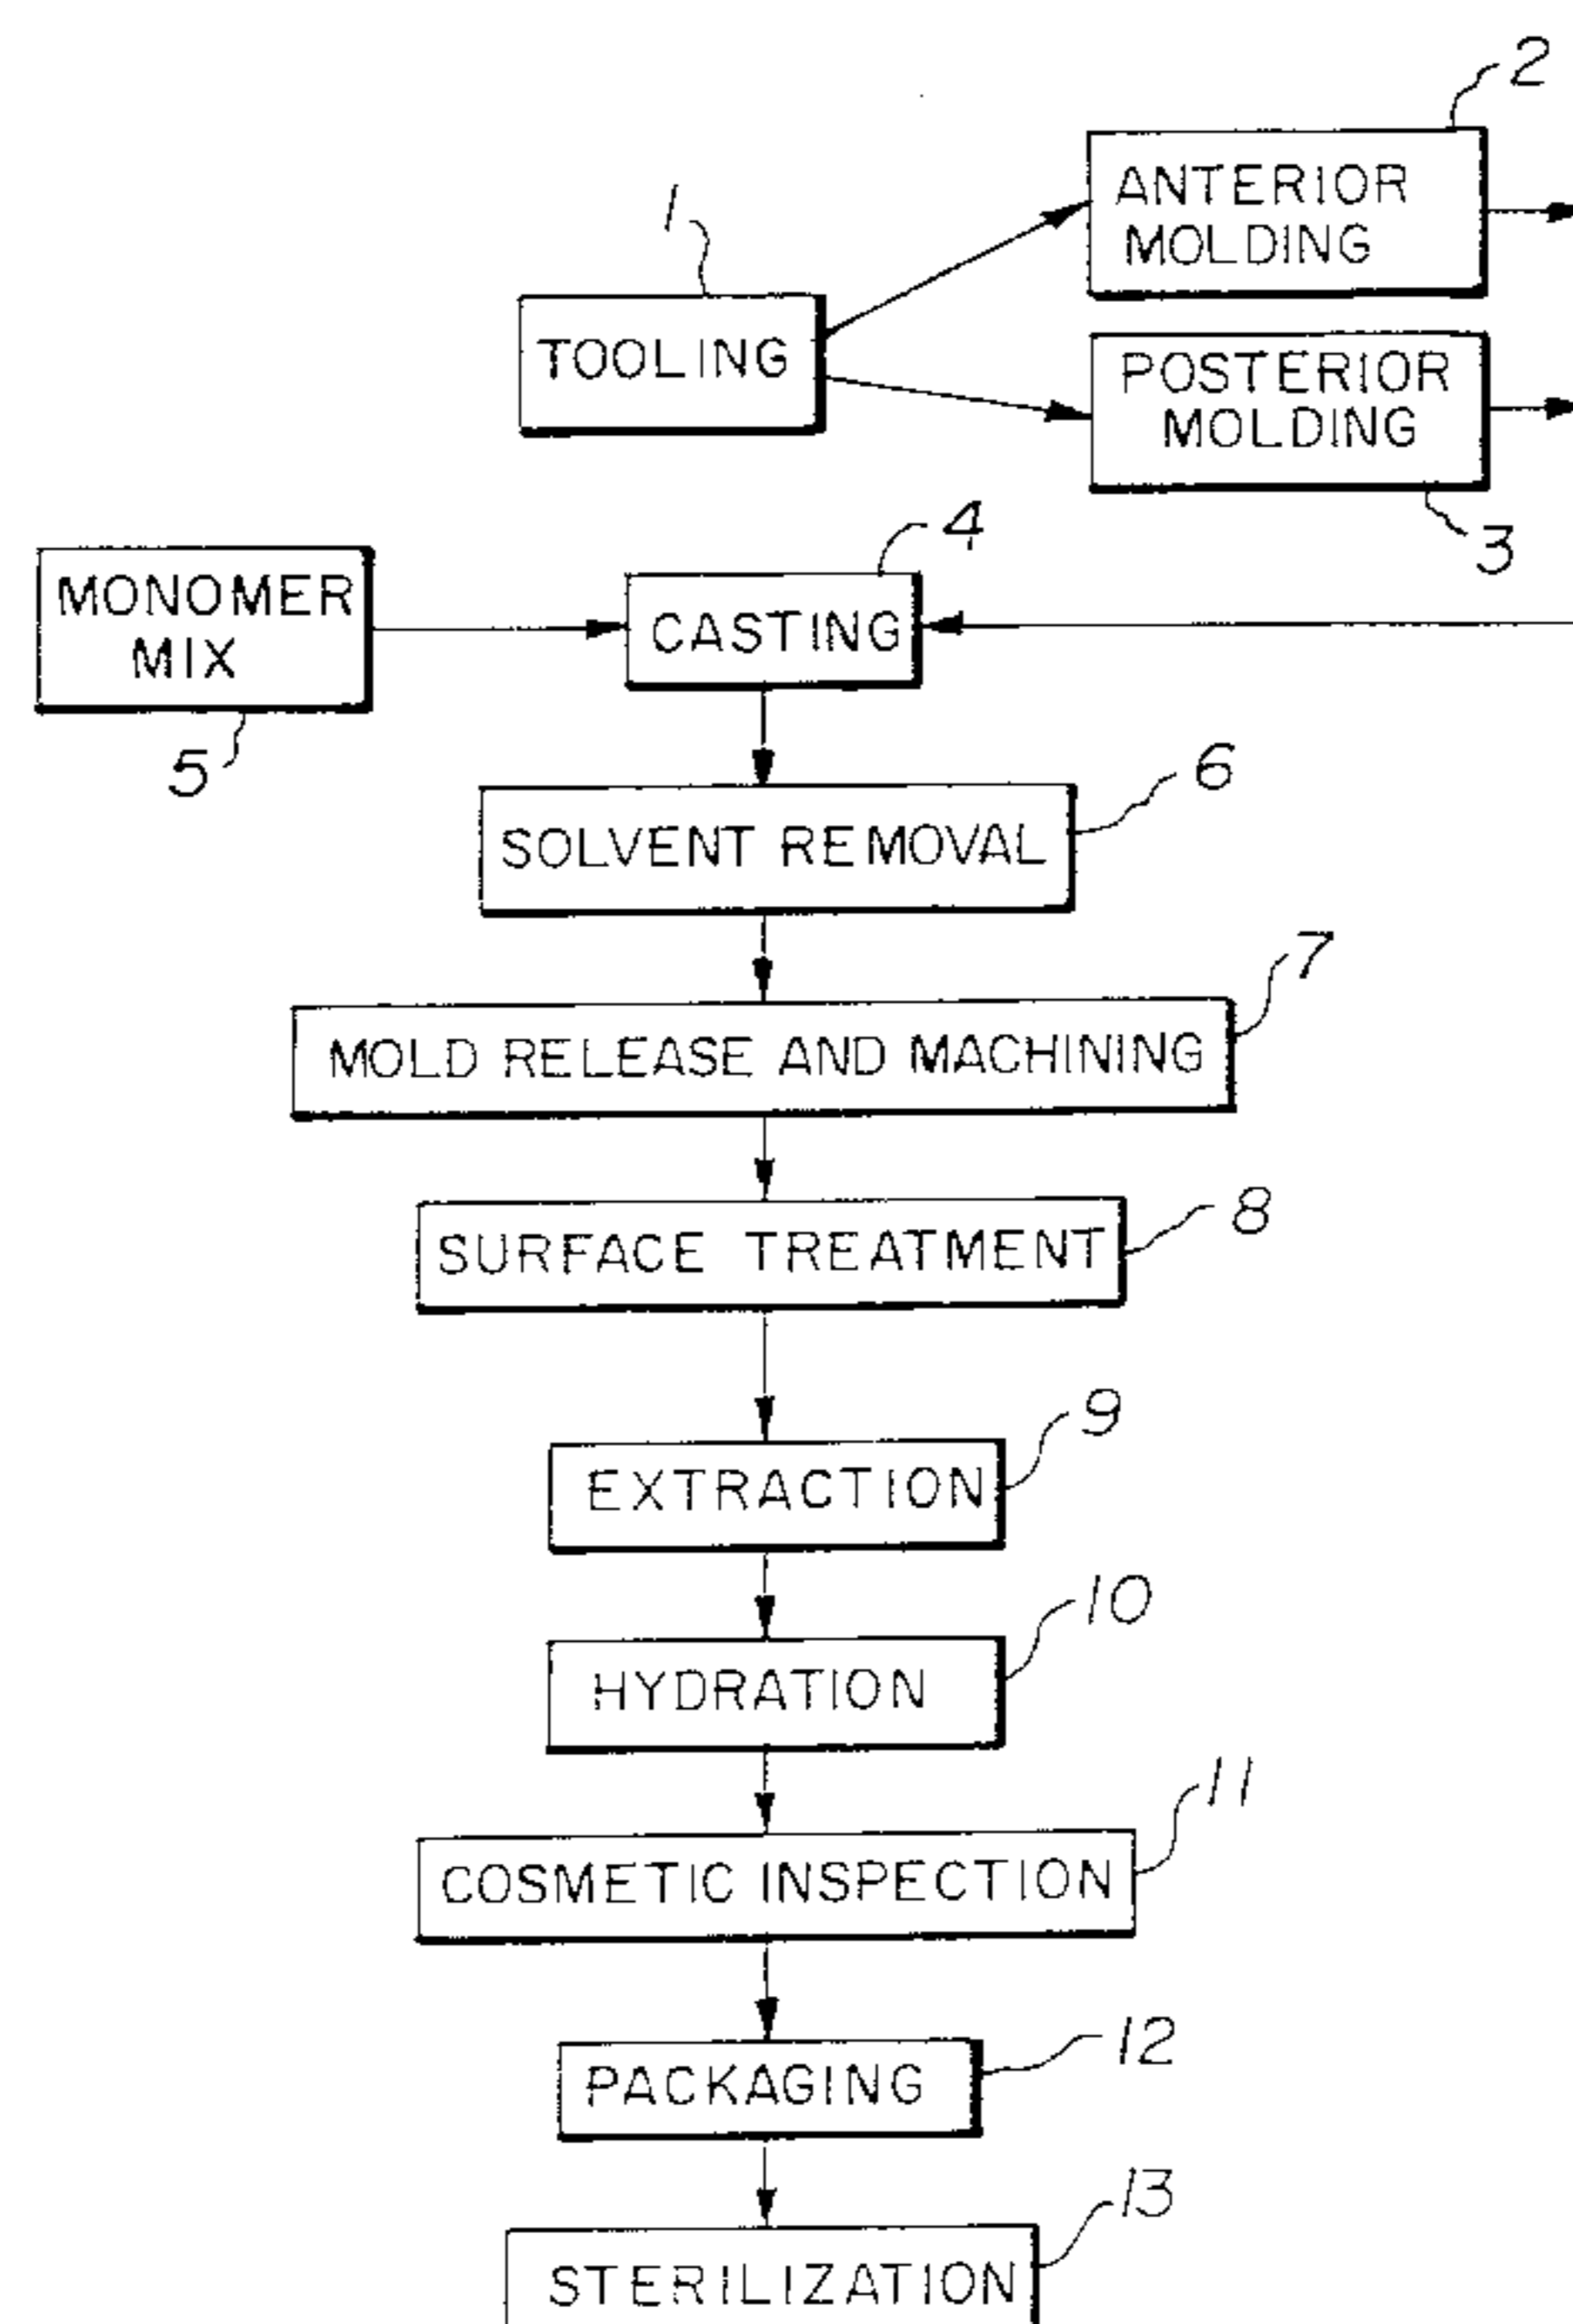 2
ANTERIOR
MOLDING
1
TOOLING
POSTERIOR
MOLDING
3
4
MONOMER
MIX
CASTING
5
6
SOLVENT REMOVAL
7
MOLD RELEASE AND MACHINING
8
SURFACE TREATMENT
9
EXTRACTION
10
HYDRATION
11
COSMETIC INSPECTION
12
PACKAGING
13
STERILIZATION